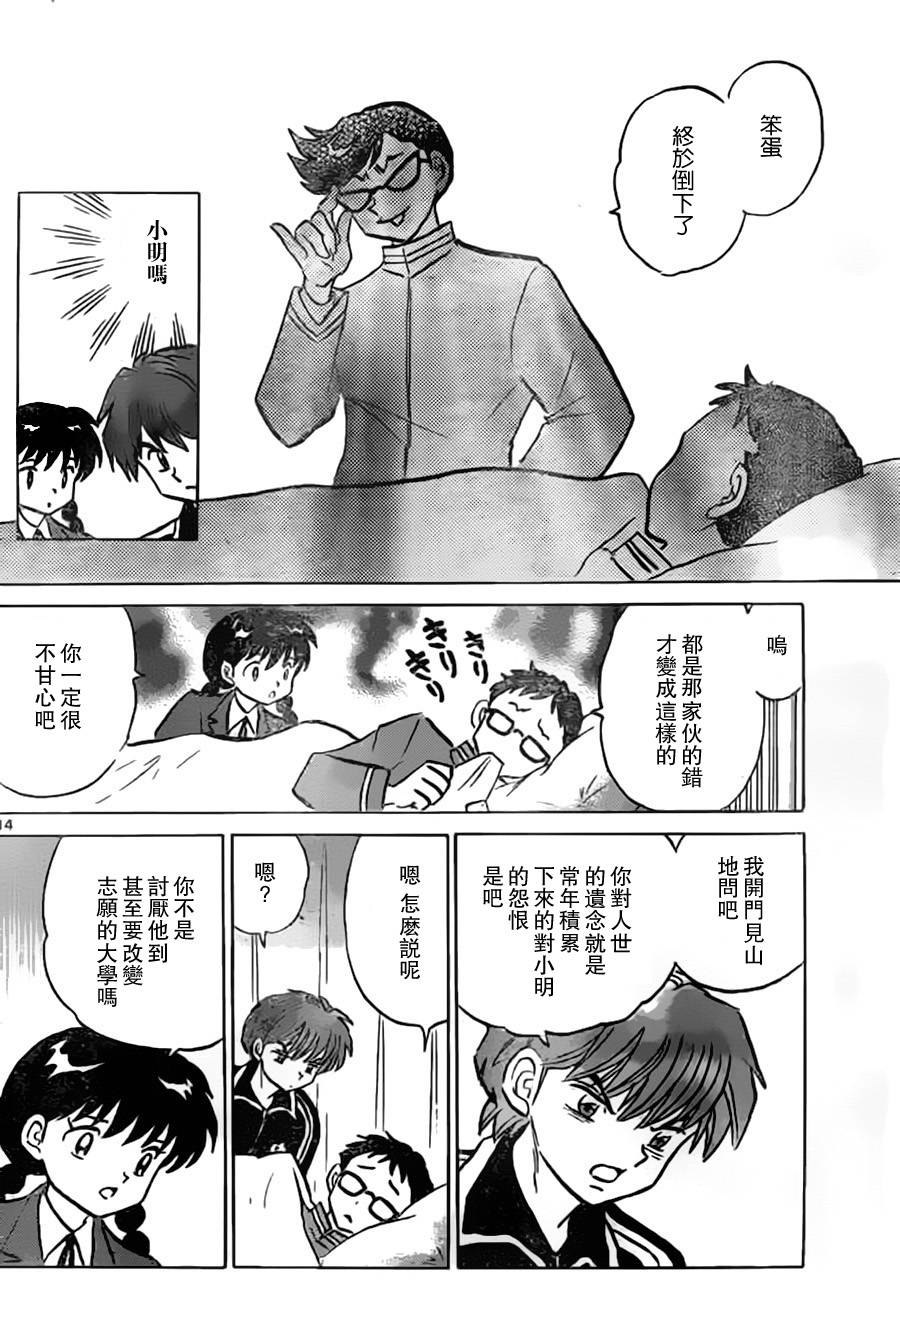 笨蛋
終於倒下了
小明嗎
嗚
都是那家伙的錯
才變成這樣的
きりきり
きりきり
你一定很
不甘心吧
14
我開門見山
地問吧
你對人世
的遺念就是
常年積累
下來的對小明
的怨恨
是吧
嗯 怎麼説呢
嗯？
你不是
討厭他到
甚至要改變
志願的大學嗎